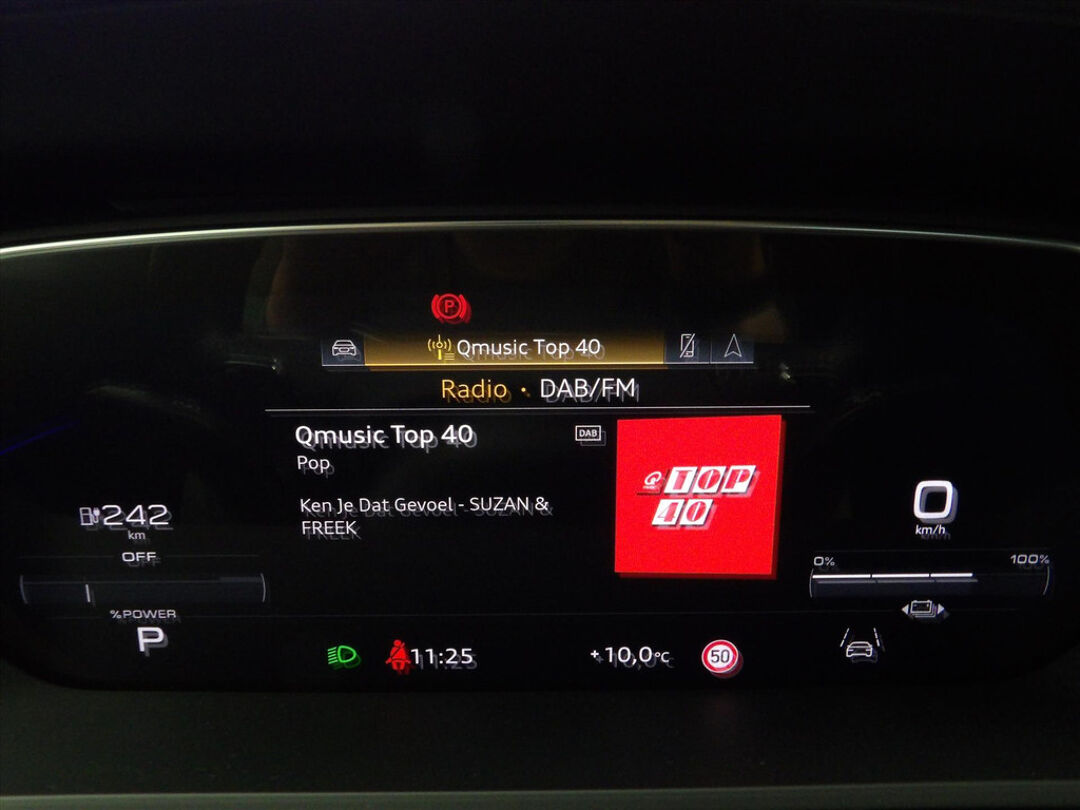 P
Qmusic Top 40
Radio · DAB/FM
Qmusic Top 40
DAB
Pop
Ken Je Dat Gevoel - SUZAN &
FREEK
Q TOP
40
242
km
OFF
%POWER
P
0
km/h
0%
100%
11:25
+10,0°C
50